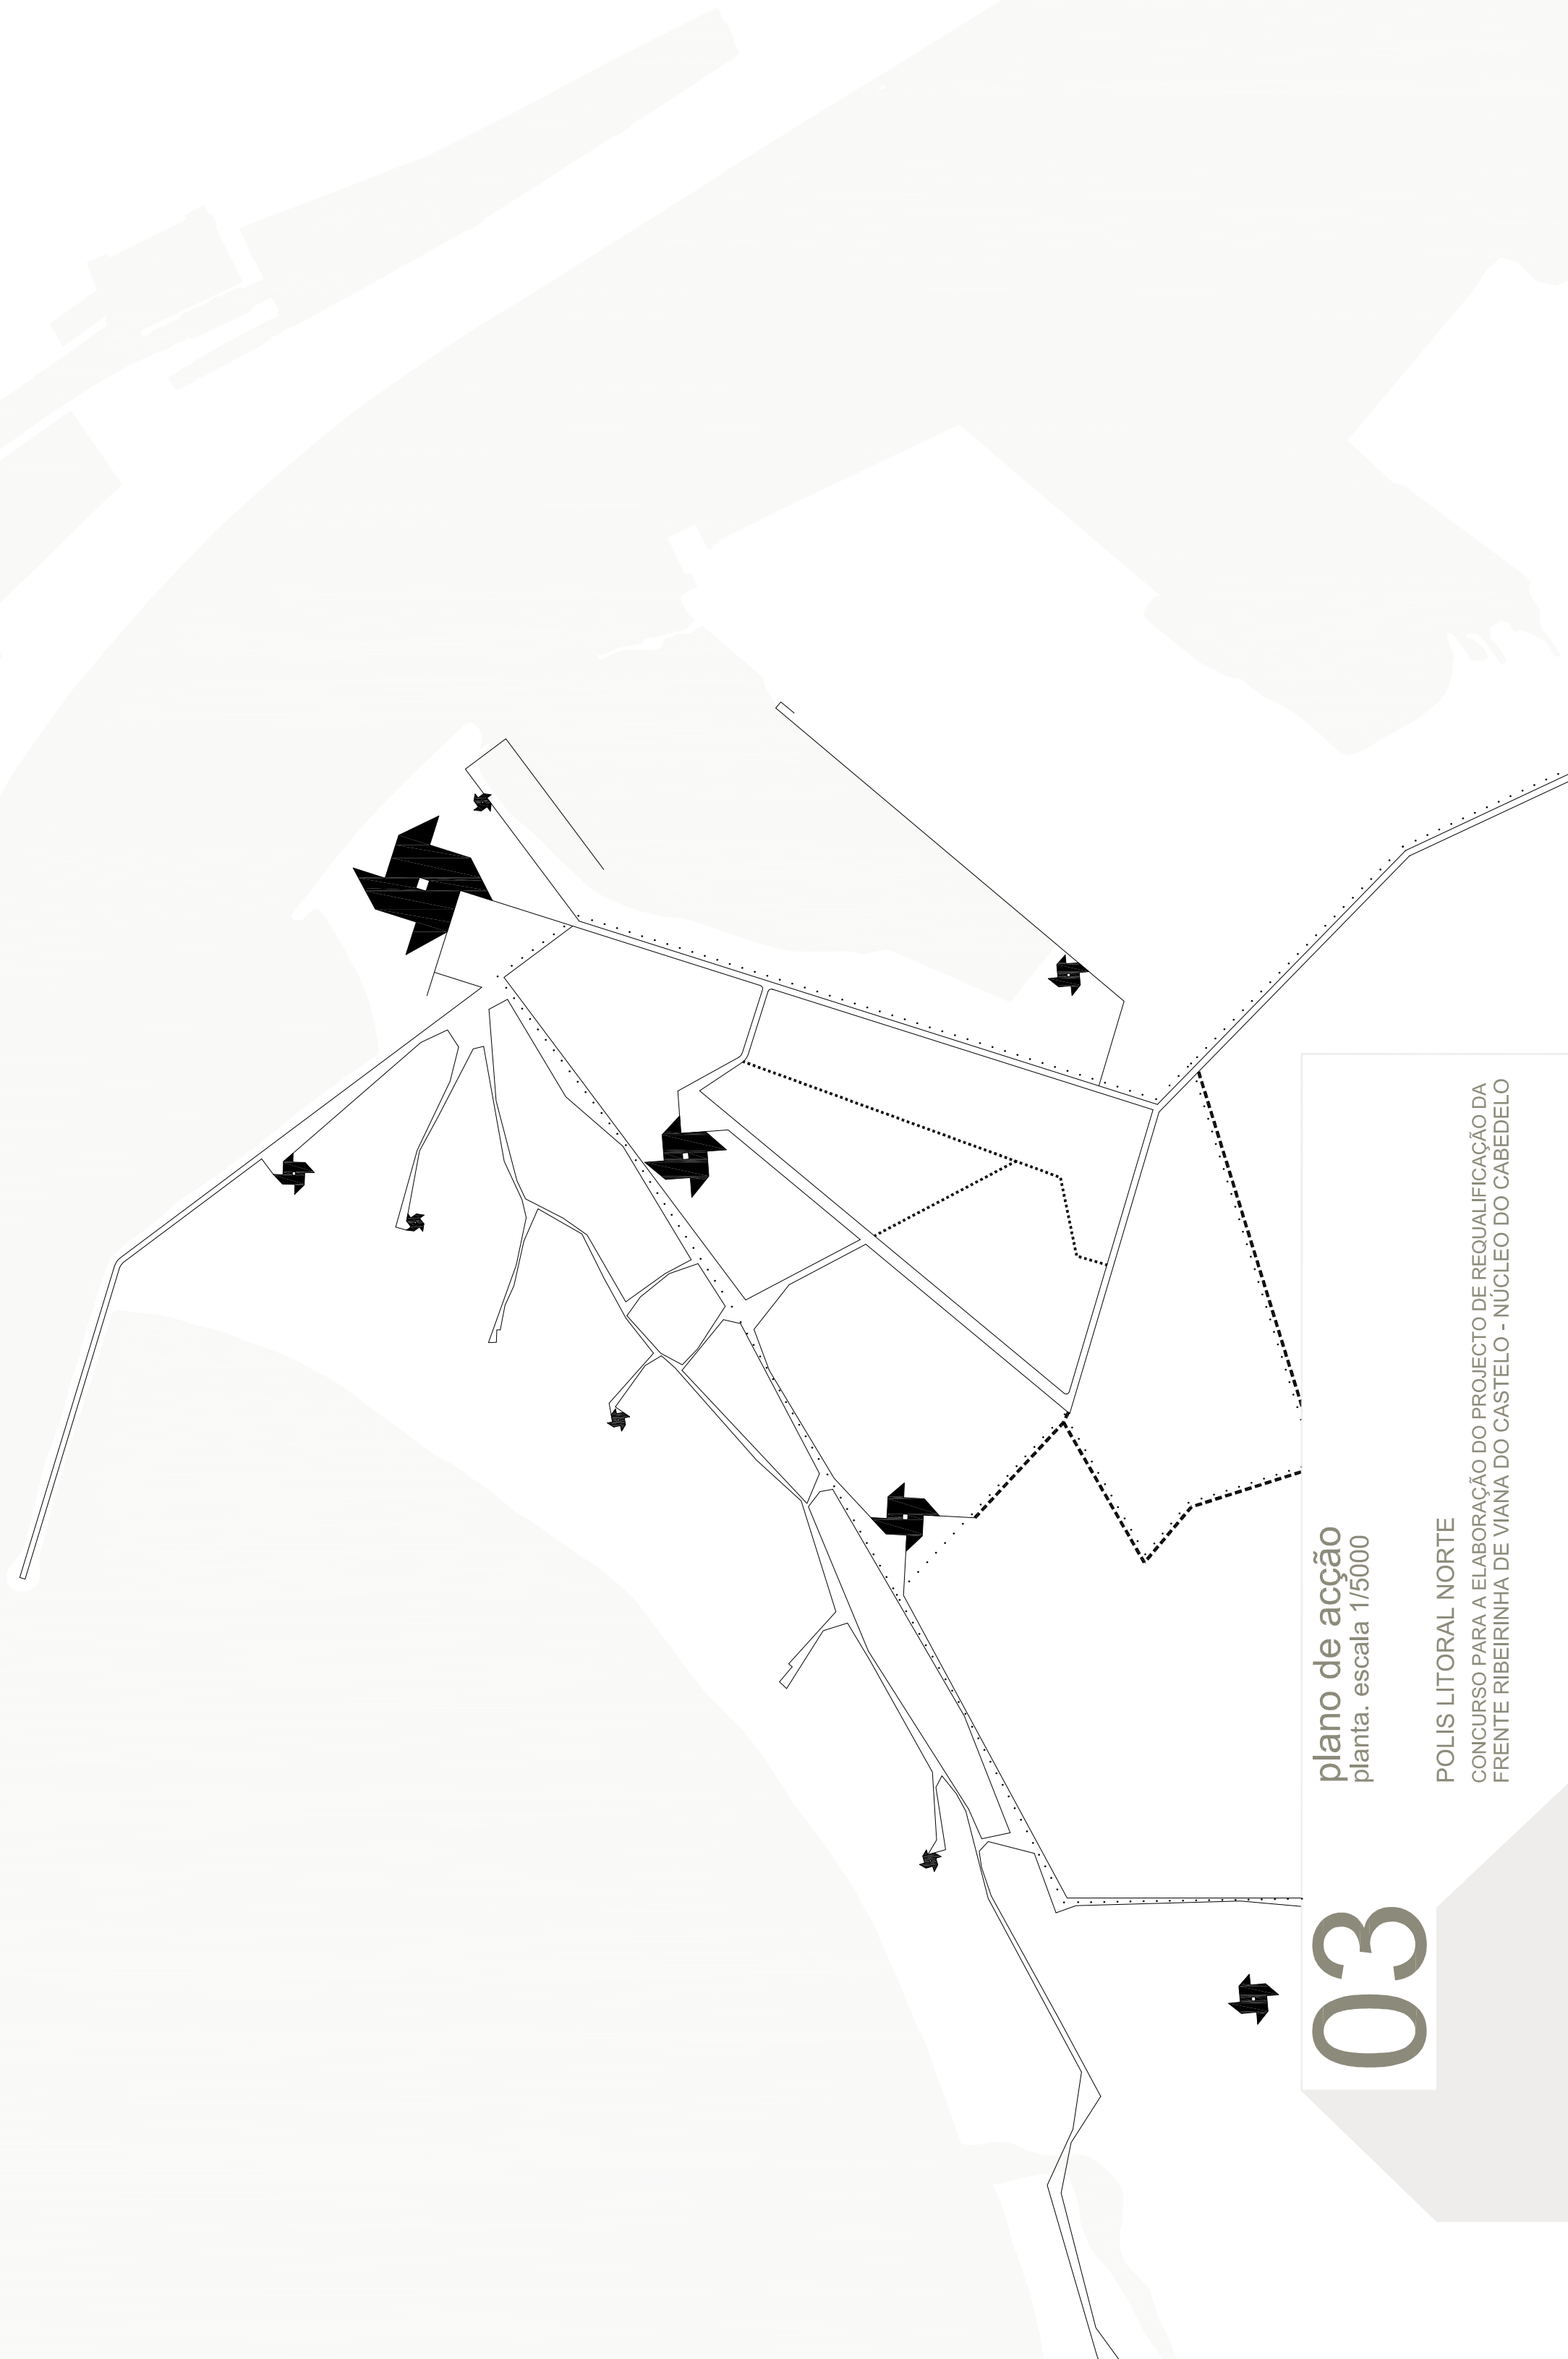 03
plano de acção
planta. escala 1/5000
POLIS LITORAL NORTE
CONCURSO PARA A ELABORAÇÃO DO PROJECTO DE REQUALIFICAÇÃO DA
FRENTE RIBEIRINHA DE VIANA DO CASTELO - NÚCLEO DO CABEDELO